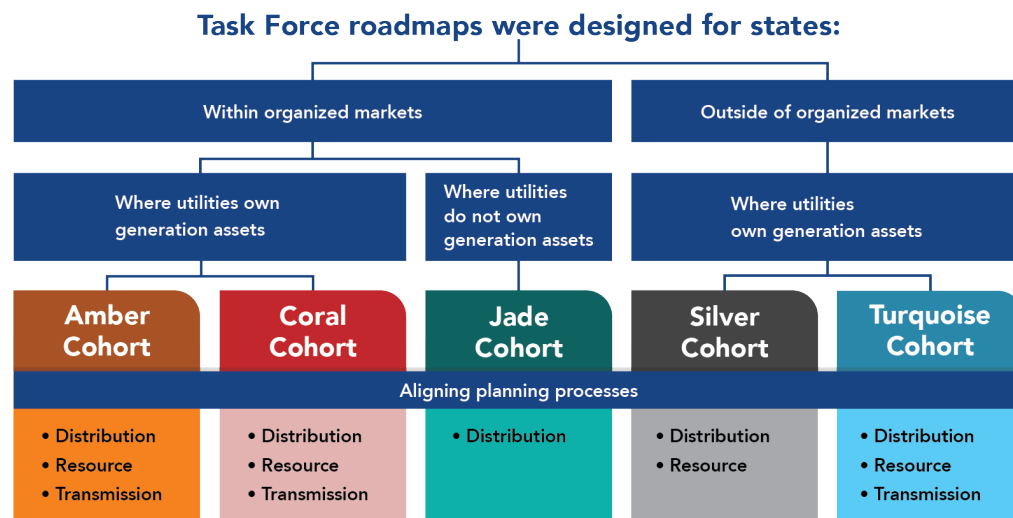 Task Force roadmaps were designed for states:
Within organized markets
Outside of organized markets
Where utilities own
generation assets
Where utilities
do not own
generation assets
Where utilities
own generation assets
Amber
Cohort
Coral
Cohort
Jade
Cohort
Silver
Cohort
Turquoise
Cohort
Aligning planning processes
• Distribution
• Resource
• Transmission
• Distribution
• Resource
• Transmission
• Distribution
• Distribution
• Resource
• Distribution
• Resource
• Transmission